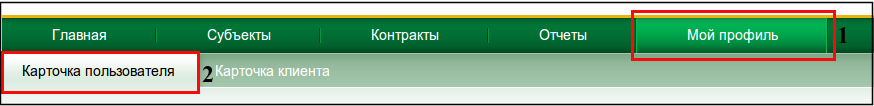 Главная Субъекты Контракты Отчеты Мой профиль 1
Карточка пользователя 2 Карточка клиента